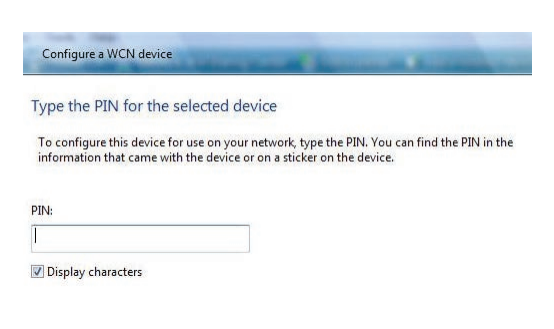 Configure a WCN device
Type the PIN for the selected device
To configure this device for use on your network, type the PIN. You can find the PIN in the
information that came with the device or on a sticker on the device.
PIN:
Display characters